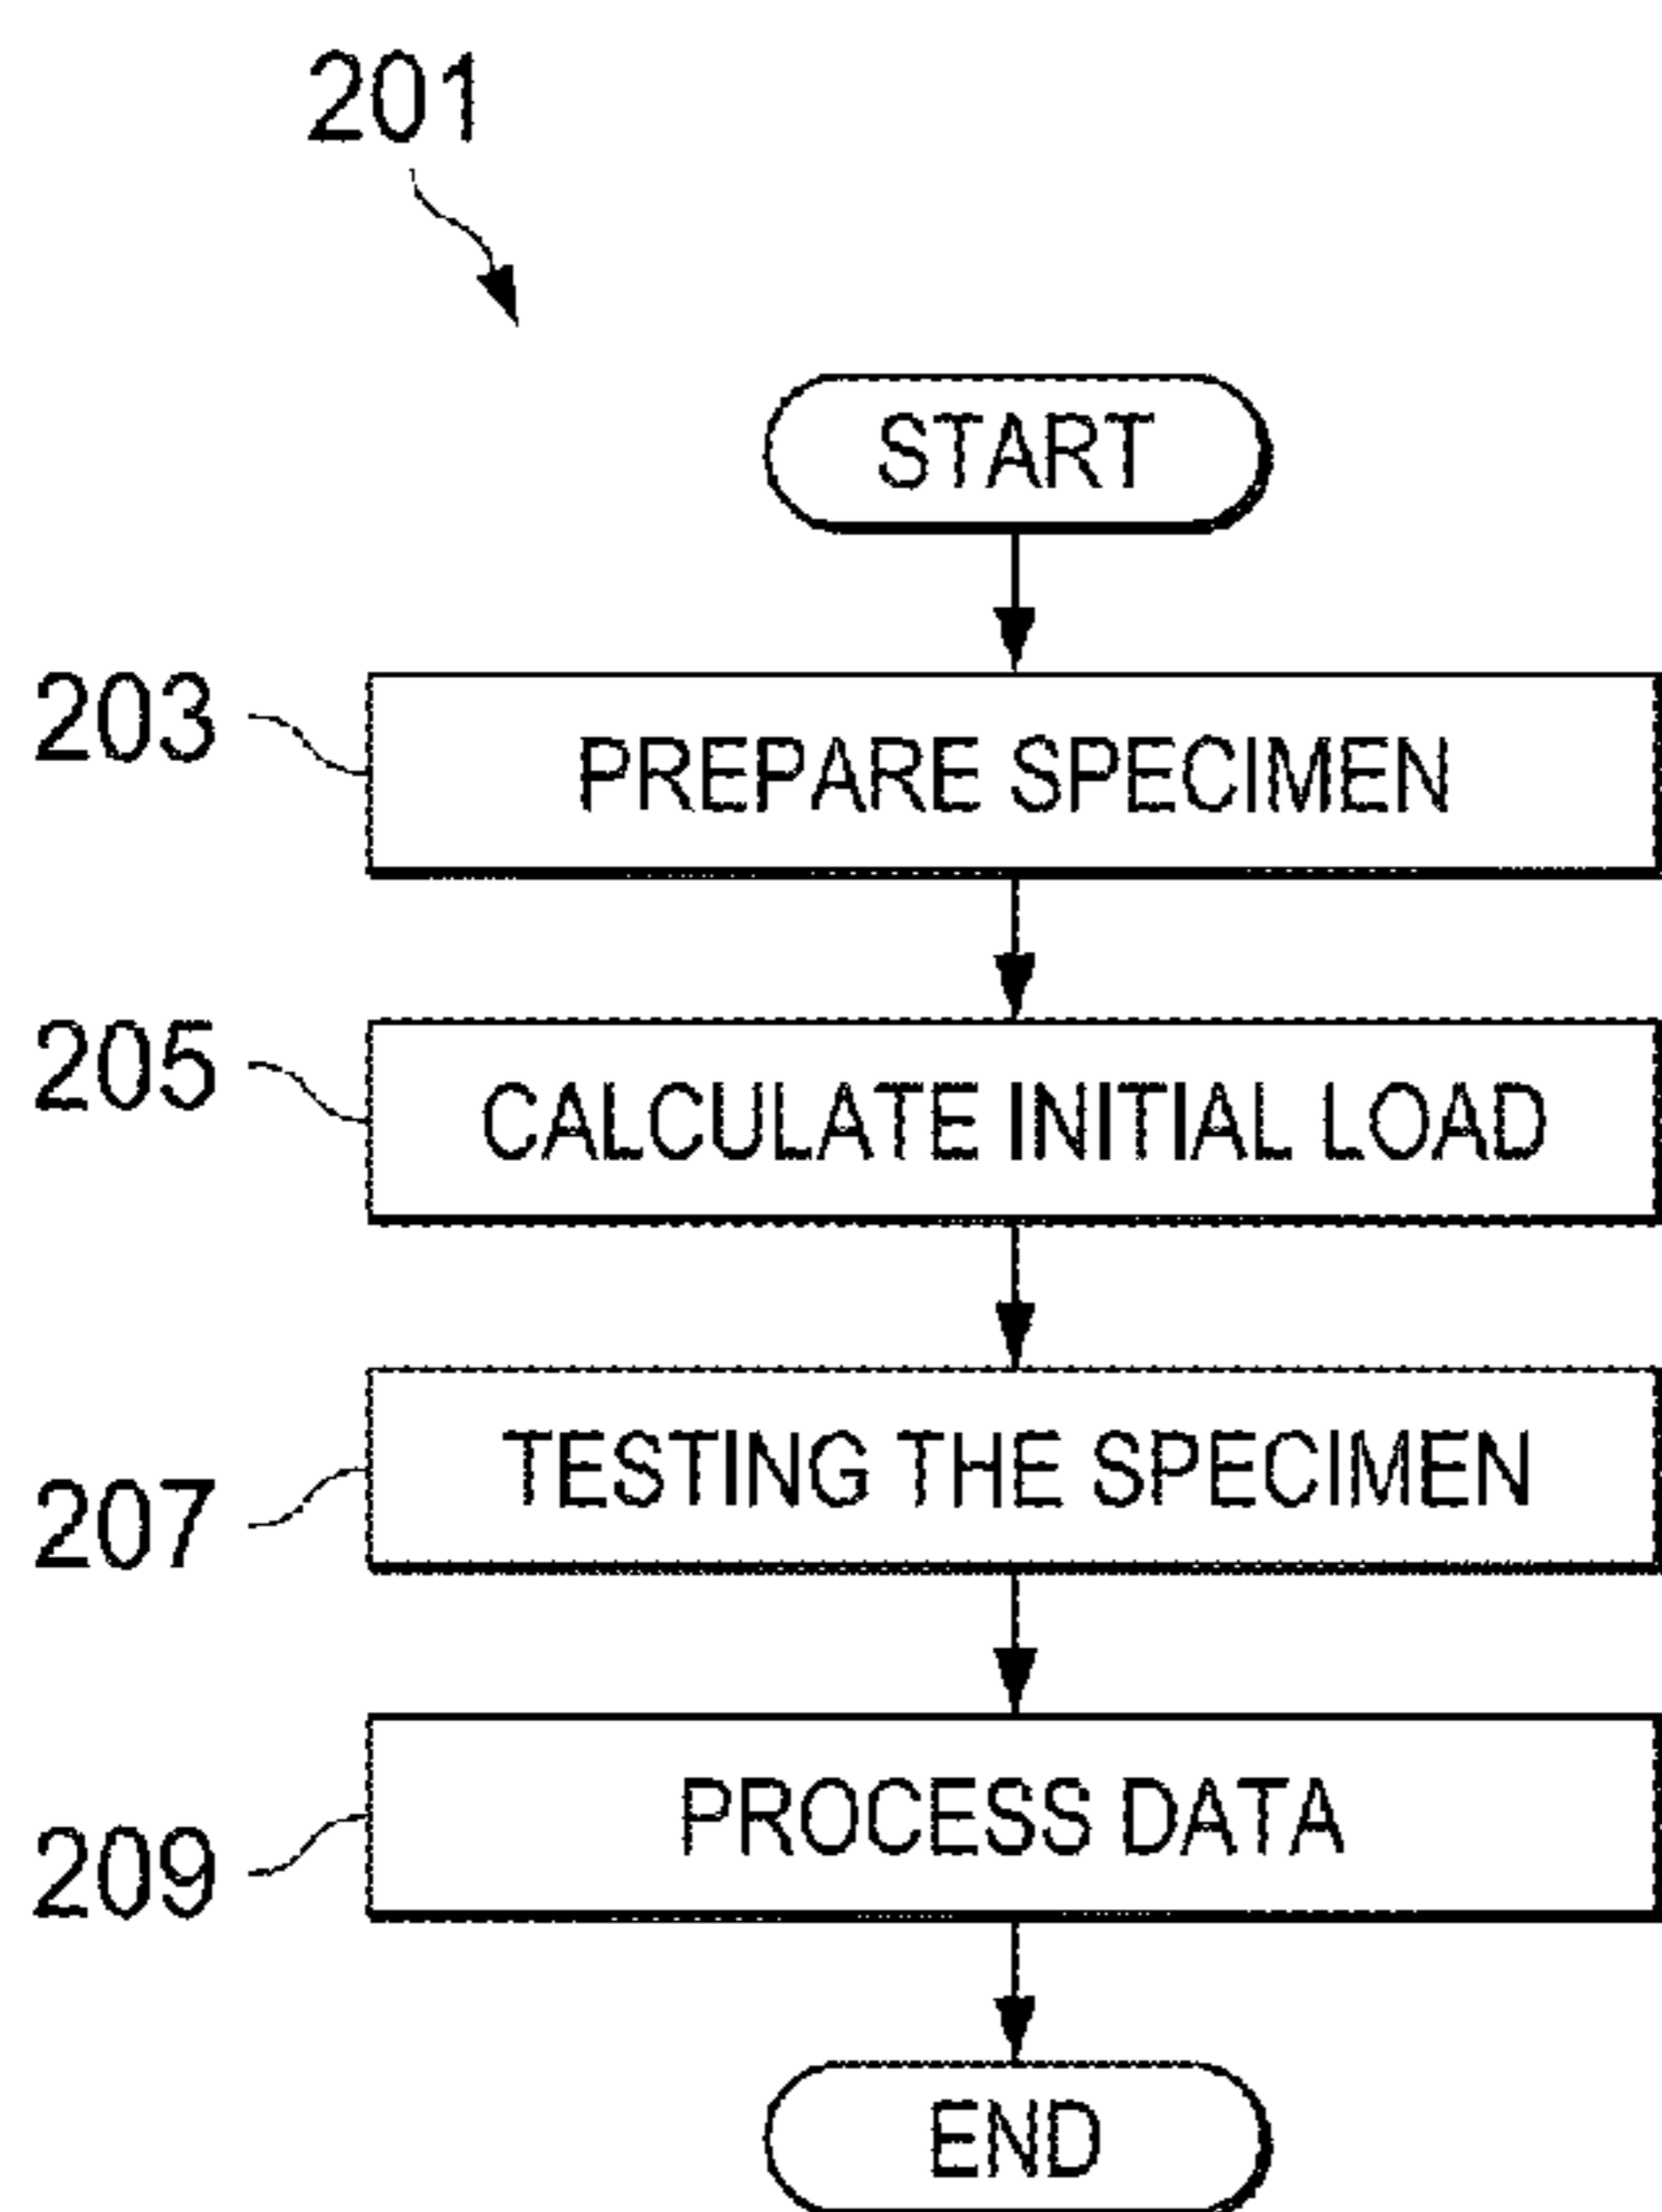 201
START
203
PREPARE SPECIMEN
205
CALCULATE INITIAL LOAD
207
TESTING THE SPECIMEN
209
PROCESS DATA
END